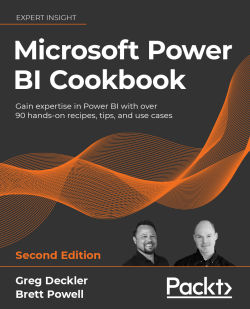 EXPERT INSIGHT
Microsoft Power
BI Cookbook
Gain expertise in Power BI with over
90 hands-on recipes, tips, and use cases
Second Edition
Greg Deckler
Brett Powell
Packt>